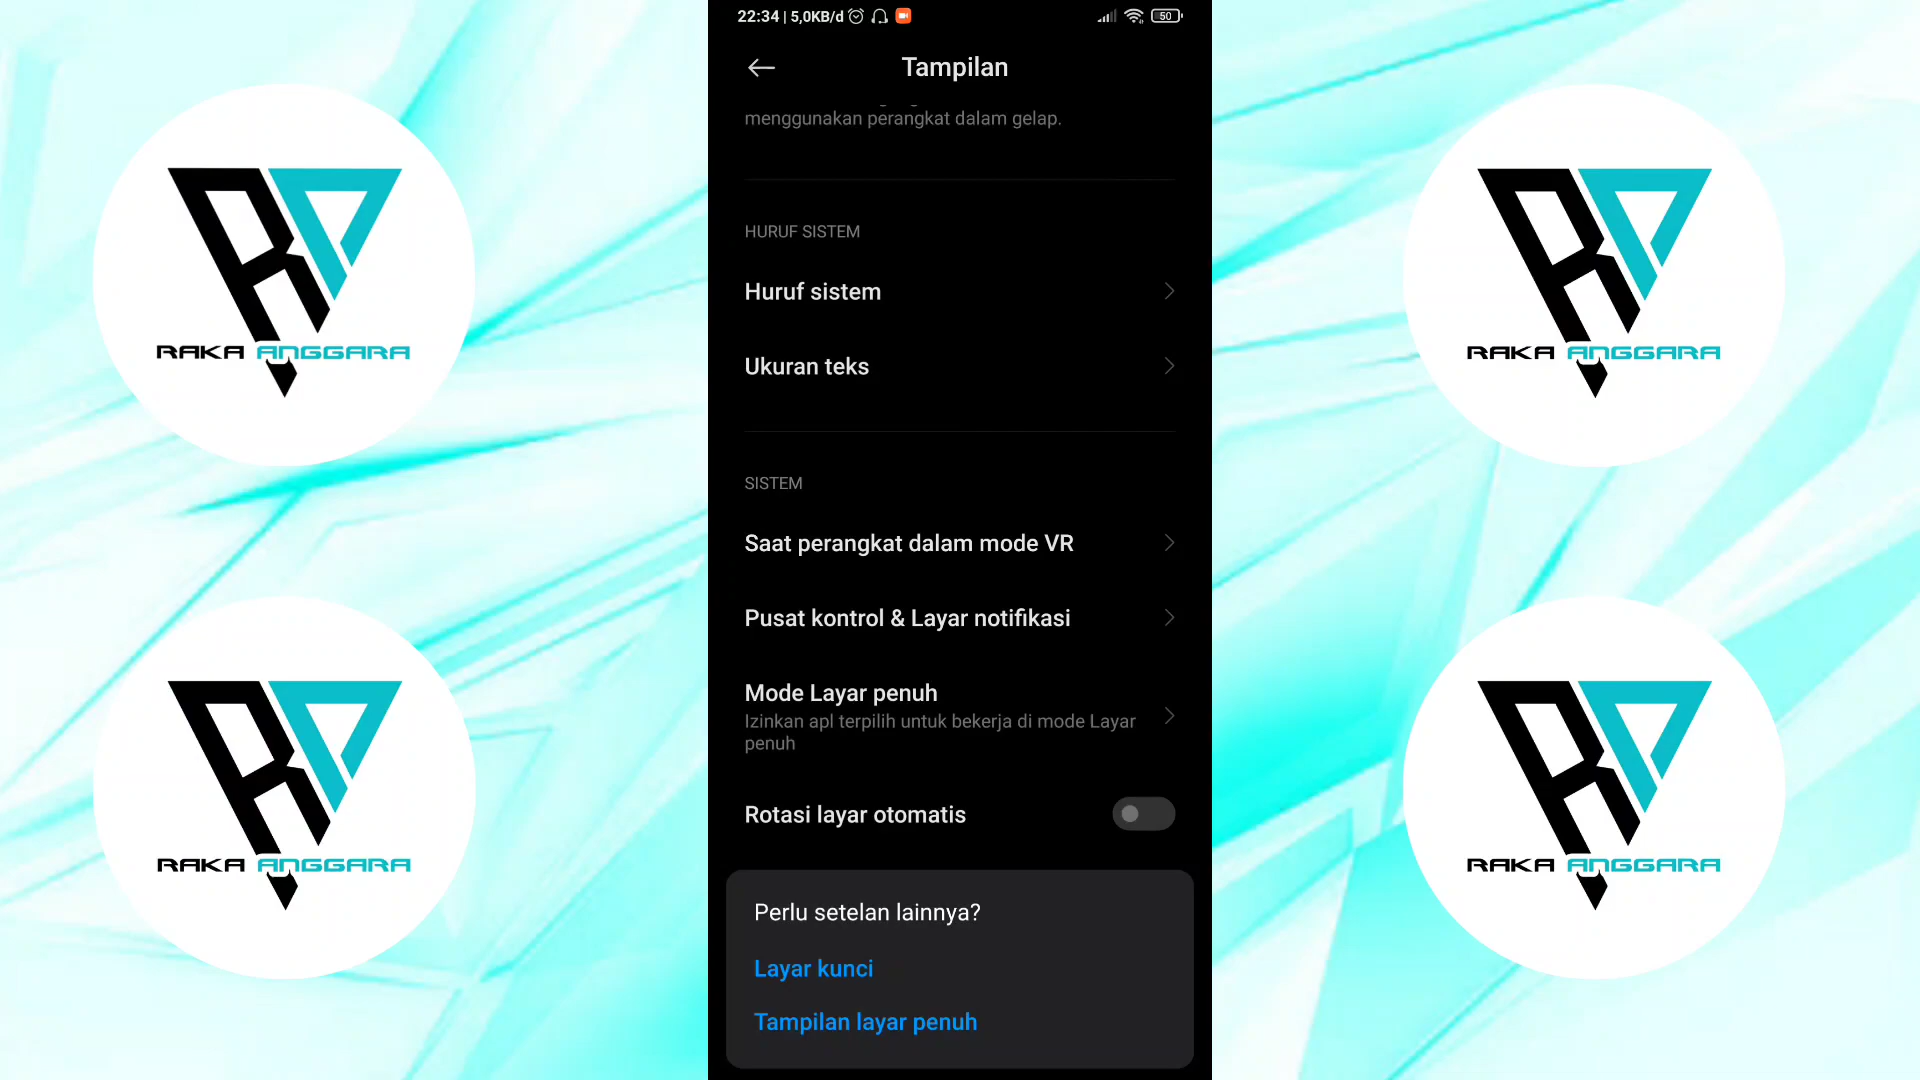 22:34 | 5,0KB/d
50
Tampilan
menggunakan perangkat dalam gelap.
HURUF SISTEM
Huruf sistem
Ukuran teks
SISTEM
Saat perangkat dalam mode VR
Pusat kontrol & Layar notifikasi
Mode Layar penuh
Izinkan apl terpilih untuk bekerja di mode Layar
penuh
Rotasi layar otomatis
Perlu setelan lainnya?
Layar kunci
Tampilan layar penuh
RAKA ANGGARA
RAKA ANGGARA
RAKA ANGGARA
RAKA ANGGARA